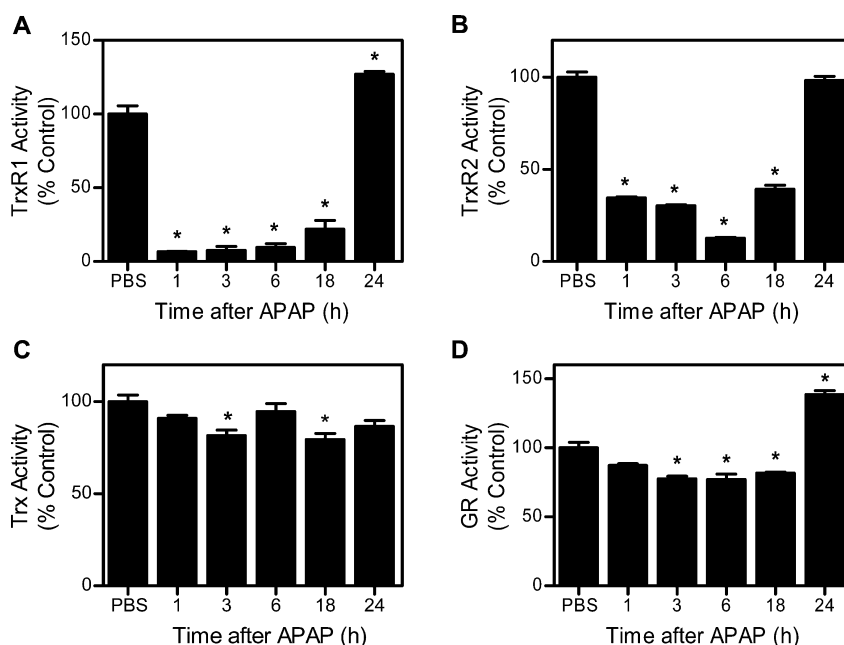 A
TrxR1 Activity
(% Control)
150
100
50
0
*
*
*
*
*
PBS 1 3 6 18 24
Time after APAP (h)
B
TrxR2 Activity
(% Control)
100
50
0
*
*
*
*
PBS 1 3 6 18 24
Time after APAP (h)
C
Trx Activity
(% Control)
100
50
0
*
*
PBS 1 3 6 18 24
Time after APAP (h)
D
GR Activity
(% Control)
150
100
50
0
*
*
*
*
PBS 1 3 6 18 24
Time after APAP (h)